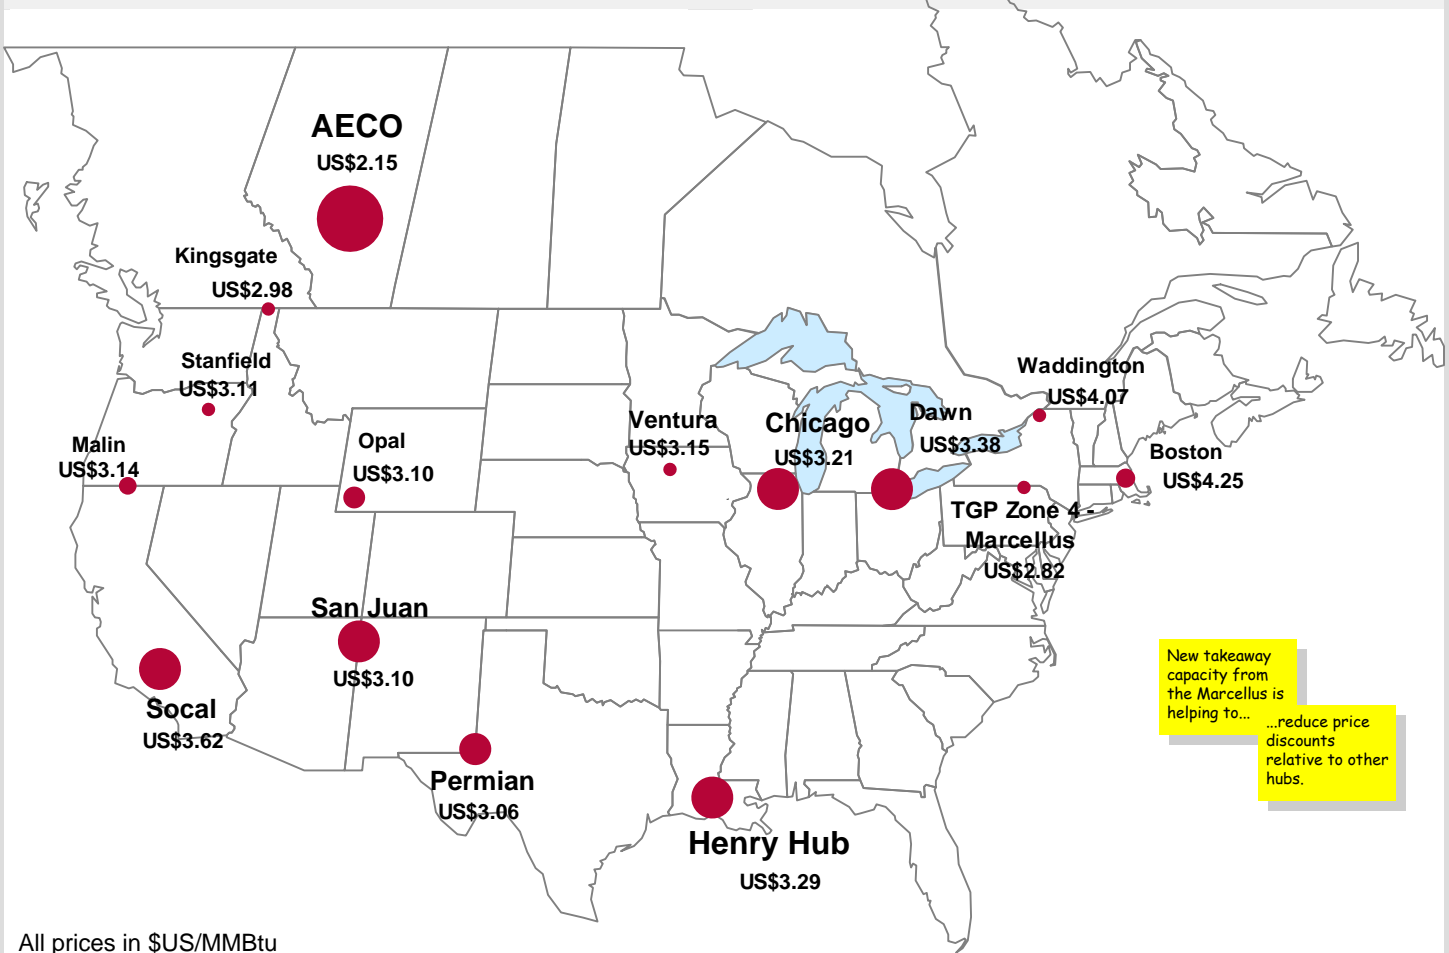 AECO
US$2.15
Kingsgate
US$2.98
Stanfield
US$3.11
Malin
US$3.14
Opal
US$3.10
Ventura
US$3.15
Chicago
US$3.21
Dawn
US$3.38
Waddington
US$4.07
Boston
US$4.25
TGP Zone 4 -
Marcellus
US$2.82
San Juan
US$3.10
Socal
US$3.62
Permian
US$3.06
Henry Hub
US$3.29
New takeaway
capacity from
the Marcellus is
helping to...
...reduce price
discounts
relative to other
hubs.
All prices in $US/MMBtu